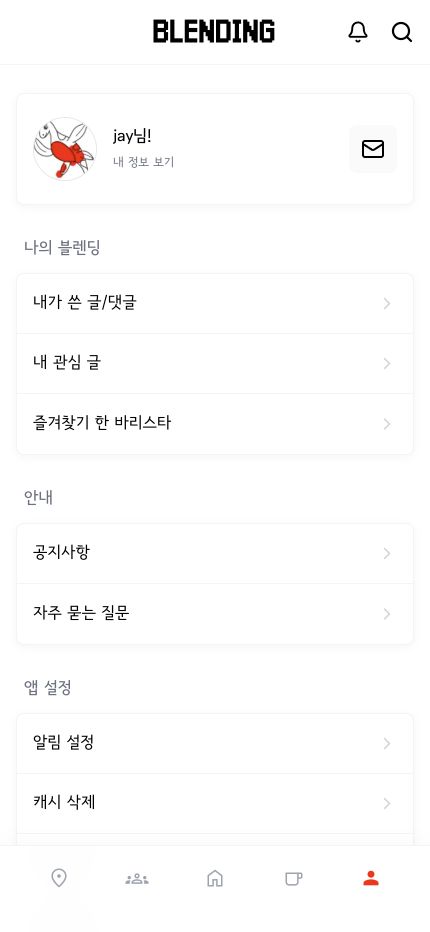 BLENDING
jay님!
내 정보 보기
나의 블렌딩
내가 쓴 글/댓글
내 관심 글
즐겨찾기 한 바리스타
안내
공지사항
자주 묻는 질문
앱 설정
알림 설정
캐시 삭제